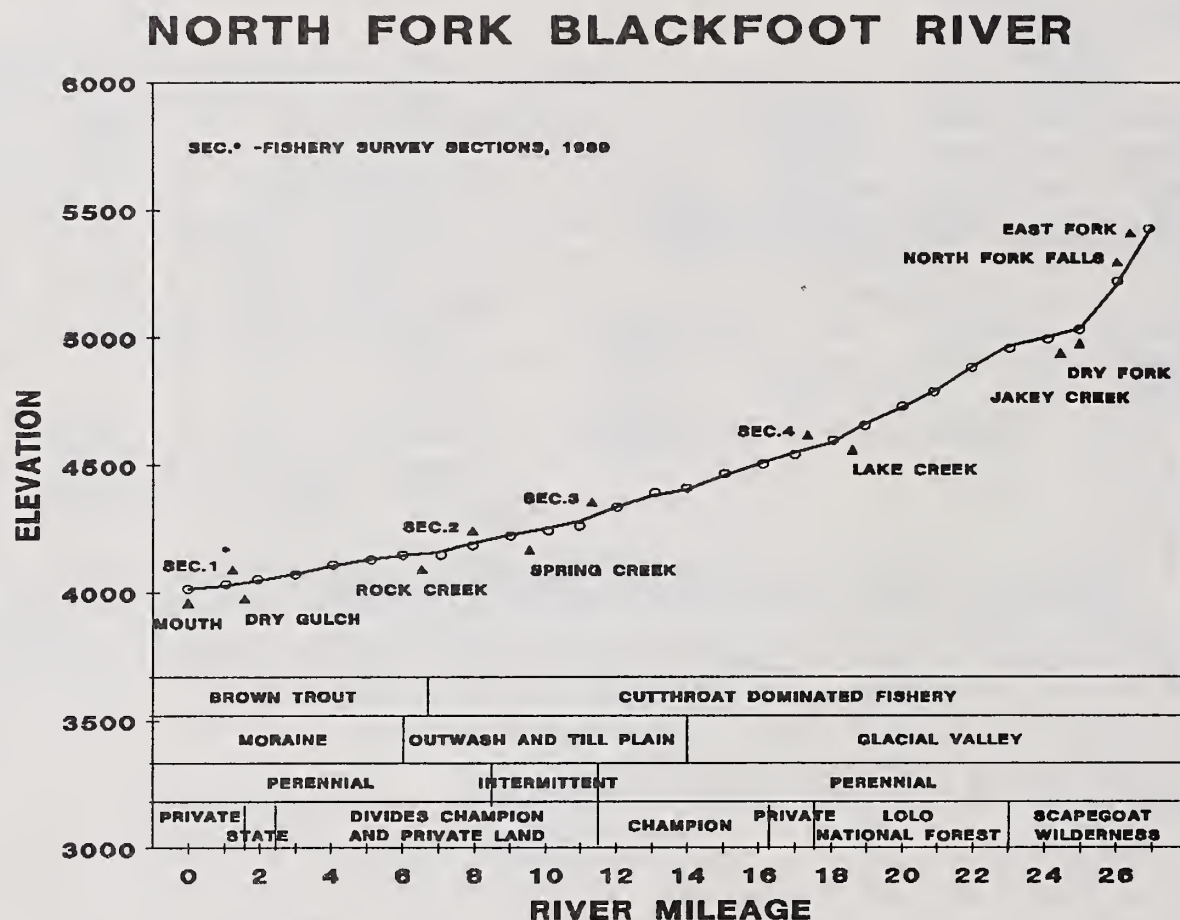 NORTH FORK BLACKFOOT RIVER
6000
SEC.* -FISHERY SURVEY SECTIONS, 1989
5500
EAST FORK
NORTH FORK FALLS
5000
DRY FORK
JAKEY CREEK
ELEVATION
SEC.4
4500
LAKE CREEK
SEC.3
SEC.2
SPRING CREEK
SEC.1
ROCK CREEK
4000
MOUTH
DRY GULCH
BROWN TROUT
CUTTHROAT DOMINATED FISHERY
3500
MORAINE
OUTWASH AND TILL PLAIN
GLACIAL VALLEY
PERENNIAL
INTERMITTENT
PERENNIAL
PRIVATE
STATE
DIVIDES CHAMPION
AND PRIVATE LAND
CHAMPION
PRIVATE
LOLO
NATIONAL FOREST
SCAPEGOAT
WILDERNESS
3000
0 2 4 6 8 10 12 14 16 18 20 22 24 26
RIVER MILEAGE